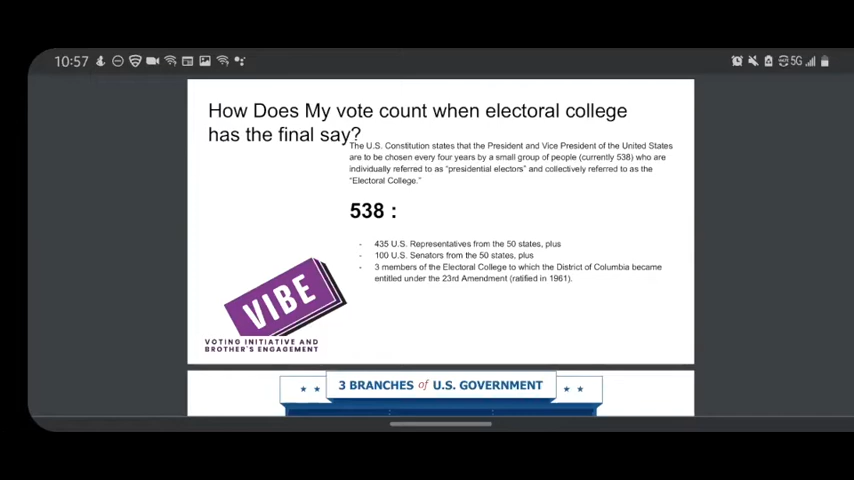 10:57
5G
How Does My vote count when electoral college
has the final say?
The U.S. Constitution states that the President and Vice President of the United States
are to be chosen every four years by a small group of people (currently 538) who are
individually referred to as “presidential electors” and collectively referred to as the
“Electoral College.”
538 :
- 435 U.S. Representatives from the 50 states, plus
- 100 U.S. Senators from the 50 states, plus
- 3 members of the Electoral College to which the District of Columbia became
entitled under the 23rd Amendment (ratified in 1961).
VIBE
VOTING INITIATIVE AND
BROTHER'S ENGAGEMENT
3 BRANCHES of U.S. GOVERNMENT